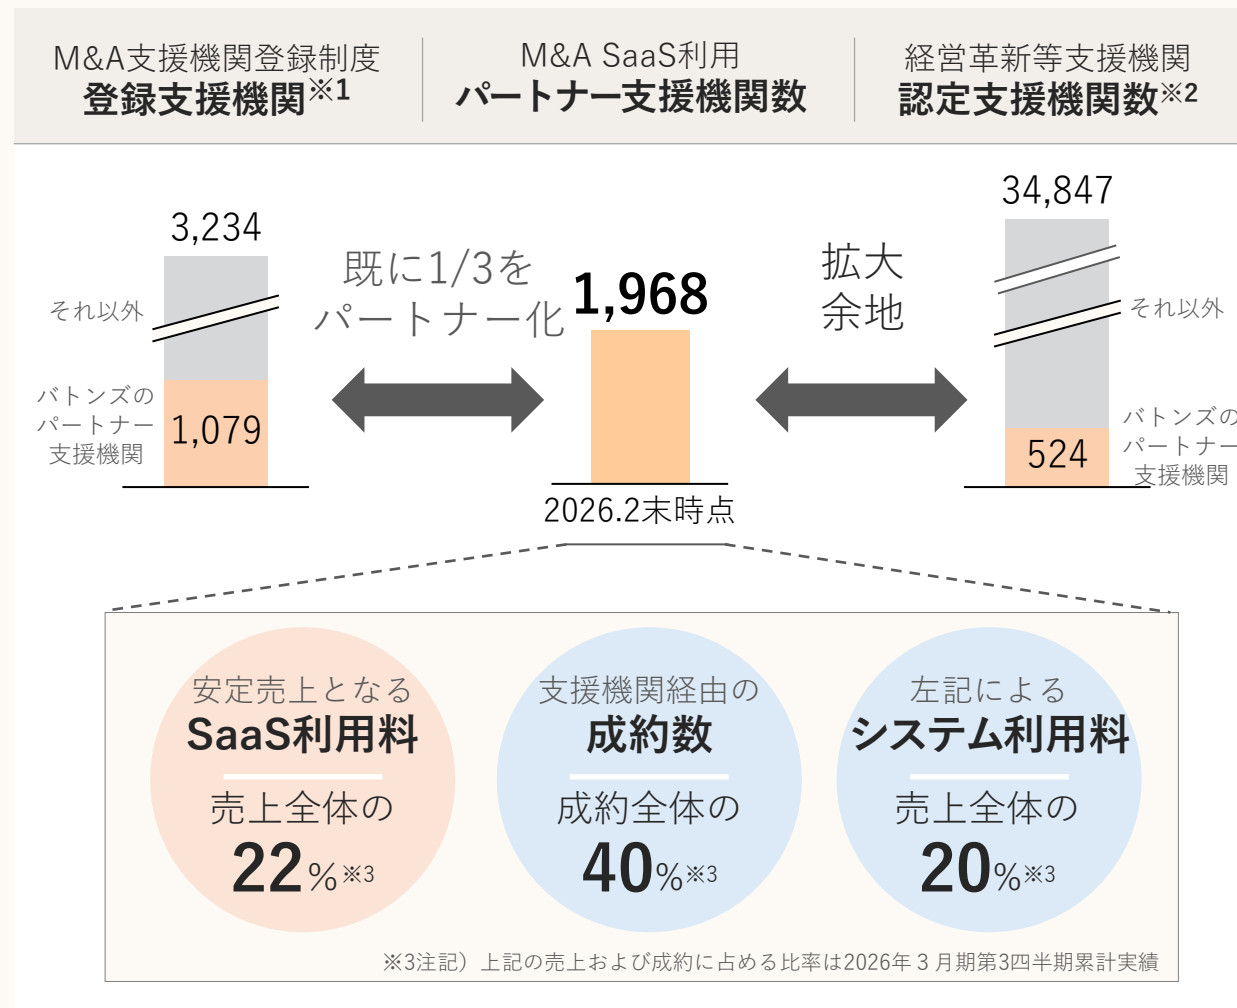 M&A支援機関登録制度
登録支援機関※1
M&A SaaS利用
パートナー支援機関数
経営革新等支援機関
認定支援機関数※2
3,234
それ以外
バトンズの
パートナー
支援機関
1,079
既に1/3を
パートナー化
1,968
2026.2末時点
拡大
余地
34,847
それ以外
524
バトンズの
パートナー
支援機関
安定売上となる
SaaS利用料
売上全体の
22%※3
支援機関経由の
成約数
成約全体の
40%※3
左記による
システム利用料
売上全体の
20%※3
※3注記）上記の売上および成約に占める比率は2026年３月期第3四半期累計実績